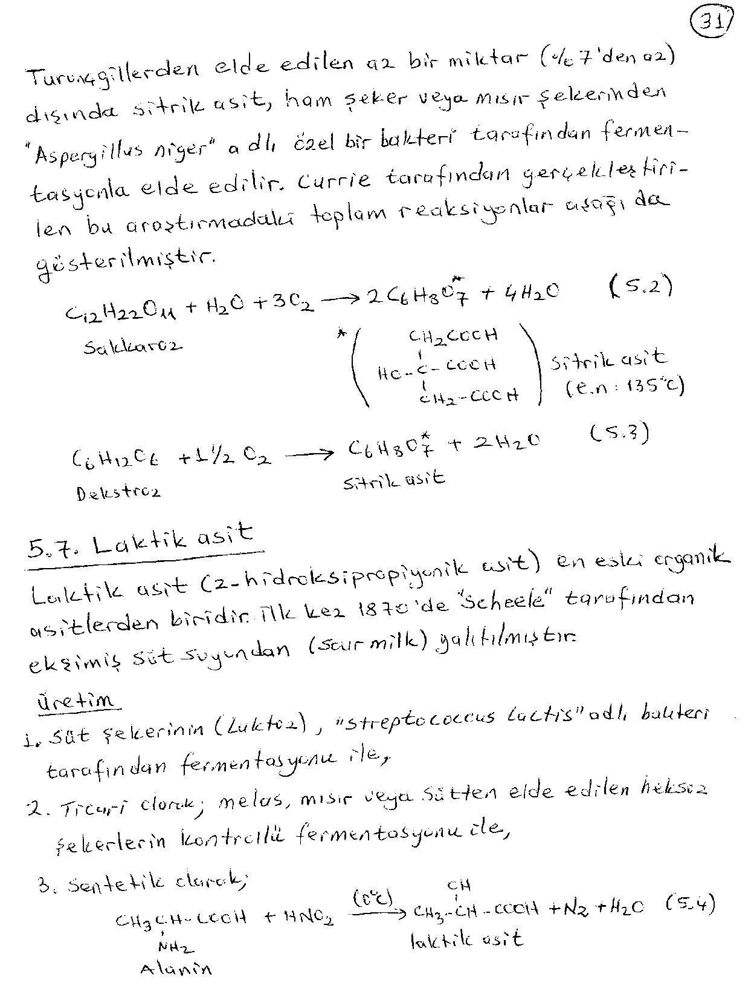 31
Turunçgillerden elde edilen az bir miktar (%7'den az)
dışında sitrik asit, ham şeker veya mısır şekerinden
"Aspergillus niger" adlı özel bir bakteri tarafından fermen-
tasyonla elde edilir. Currie tarafından gerçekleştiri-
len bu araştırmadaki toplam reaksiyonlar aşağıda
gösterilmiştir.
C12H22O11 + H2O + 3O2 → 2C6H8O7* + 4H2O (5.2)
Sakkaroz
* ( CH2COOH
HO-C-COOH ) Sitrik asit
CH2-COOH (e.n: 135°C)
C6H12O6 + 1 1/2 O2 → C6H8O7* + 2H2O (5.3)
Dekstroz Sitrik asit
5.7. Laktik asit
Laktik asit (2-hidroksipropiyonik asit) en eski organik
asitlerden biridir. ilk kez 1870'de "Scheele" tarafından
ekşimiş süt suyundan (sour milk) yalıtılmıştır.
Üretim
1. Süt şekerinin (Laktoz), "streptococcus Lactis" adlı bakteri
tarafından fermentasyonu ile,
2. Ticari olarak; melas, mısır veya sütten elde edilen heksoz
şekerlerin kontrollü fermentasyonu ile,
3. Sentetik olarak;
OH
CH3CH-COOH + HNO2 (0°C) → CH3-CH-COOH + N2 + H2O (5.4)
NH2 laktik asit
Alanin